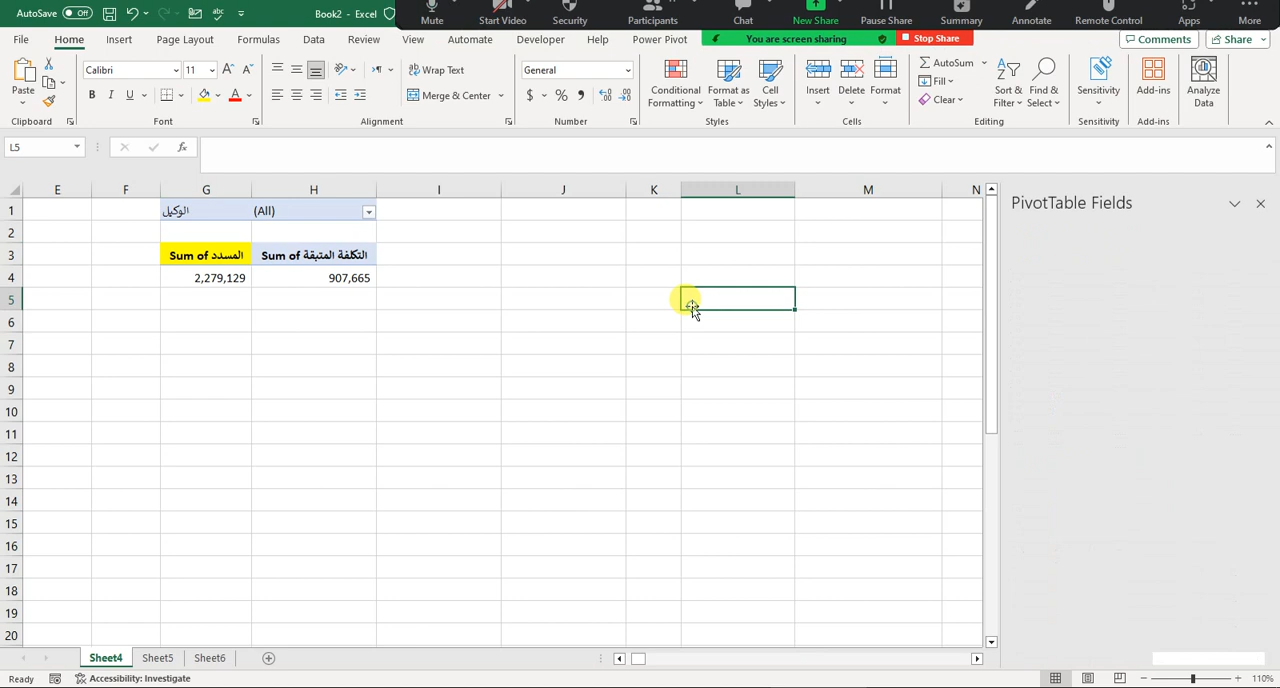 AutoSave Off Book2 - Excel
Mute Start Video Security Participants Chat New Share Pause Share Summary Annotate Remote Control Apps More
File Home Insert Page Layout Formulas Data Review View Automate Developer Help Power Pivot
You are screen sharing Stop Share
Comments Share
Calibri 11 Wrap Text General AutoSum
Fill
Paste B I U Merge & Center $ % Clear
Conditional Formatting Format as Table Cell Styles Insert Delete Format Sort & Filter Find & Select Sensitivity Add-ins Analyze Data
Clipboard Font Alignment Number Styles Cells Editing Sensitivity Add-ins
L5 fx
E F G H I J K L M N
PivotTable Fields
1 الوكيل (All)
2
3 Sum of المسدد Sum of التكلفة المتبقة
4 2,279,129 907,665
5
6
7
8
9
10
11
12
13
14
15
16
17
18
19
20
Sheet4 Sheet5 Sheet6
Ready Accessibility: Investigate 110%